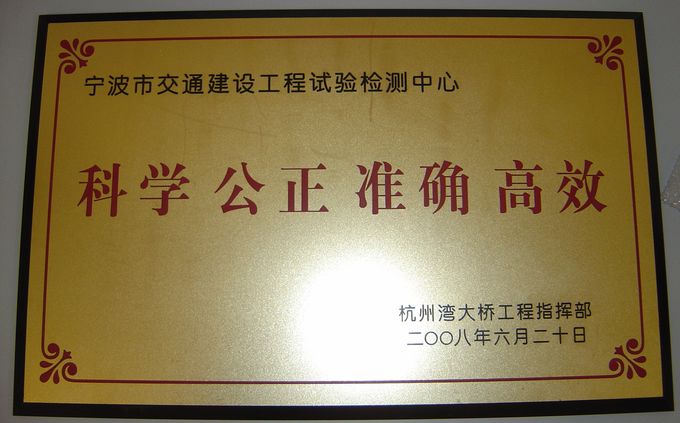 宁波市交通建设工程试验检测中心
科学 公正 准确 高效
杭州湾大桥工程指挥部
二〇〇八年六月二十日